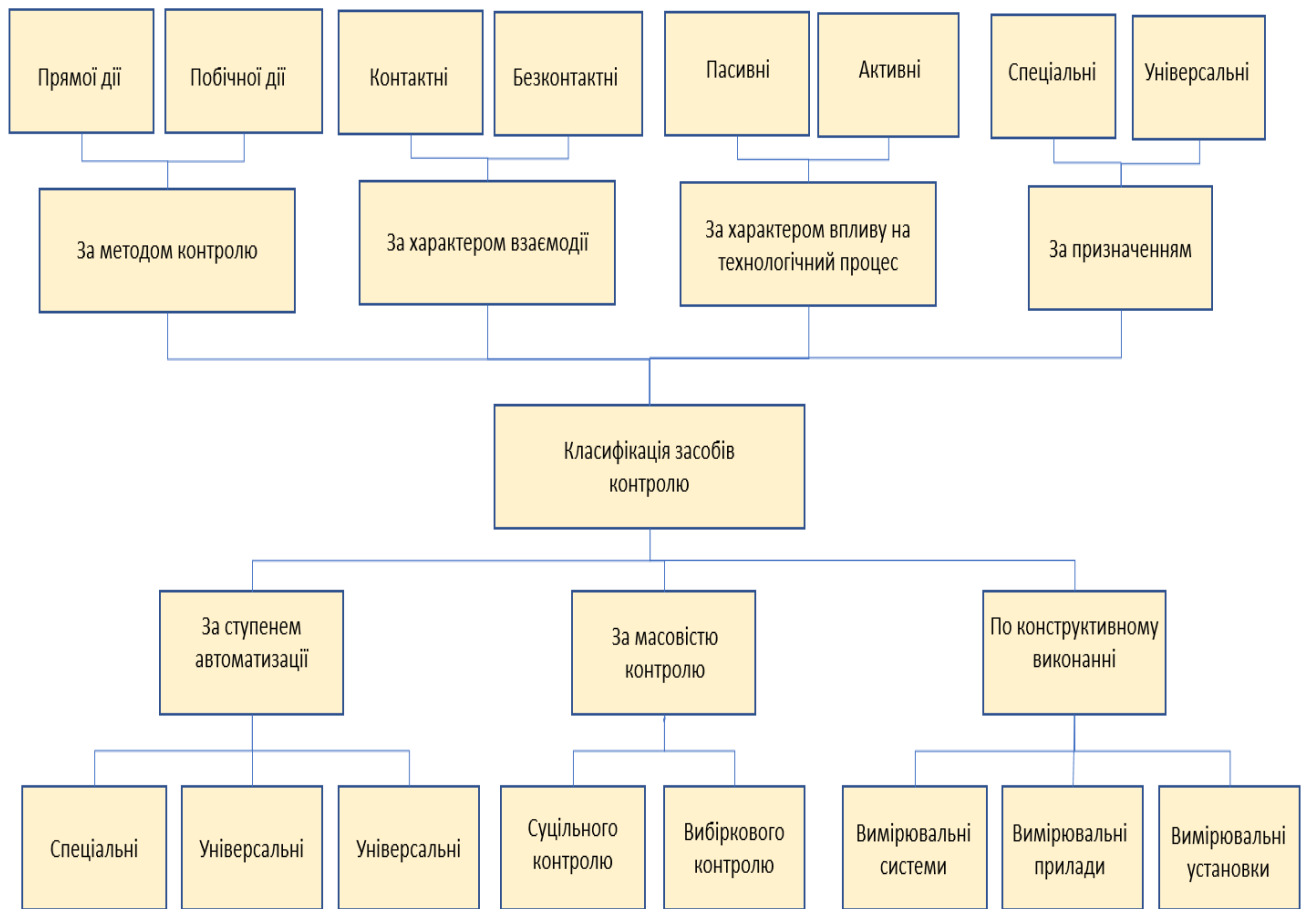 Прямої дії
Побічної дії
Контактні
Безконтактні
Пасивні
Активні
Спеціальні
Універсальні
За методом контролю
За характером взаємодії
За характером впливу на
технологічний процес
За призначенням
Класифікація засобів
контролю
За ступенем
автоматизації
За масовістю
контролю
По конструктивному
виконанні
Спеціальні
Універсальні
Універсальні
Суцільного
контролю
Вибіркового
контролю
Вимірювальні
системи
Вимірювальні
прилади
Вимірювальні
установки